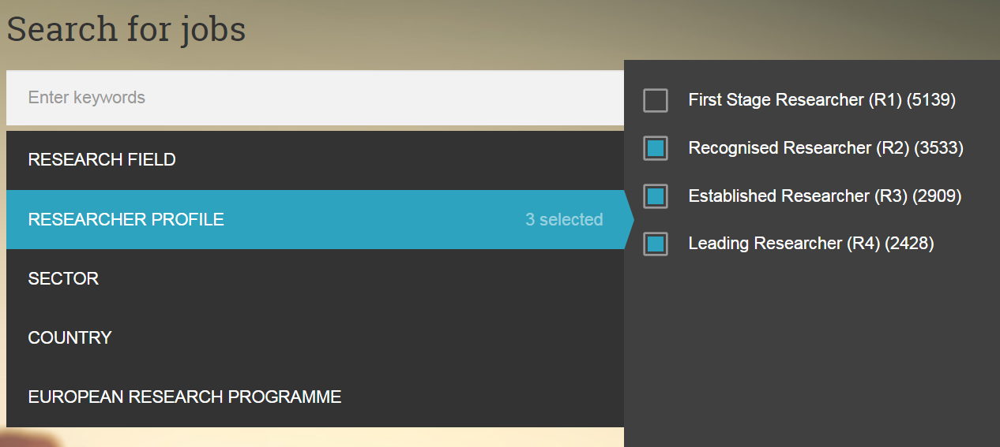 Search for jobs
Enter keywords
RESEARCH FIELD
RESEARCHER PROFILE 3 selected
SECTOR
COUNTRY
EUROPEAN RESEARCH PROGRAMME
First Stage Researcher (R1) (5139)
Recognised Researcher (R2) (3533)
Established Researcher (R3) (2909)
Leading Researcher (R4) (2428)